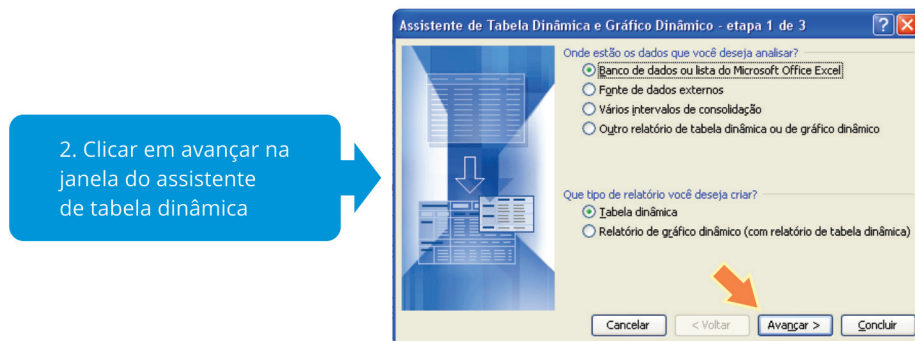 2. Clicar em avançar na
janela do assistente
de tabela dinâmica
Assistente de Tabela Dinâmica e Gráfico Dinâmico - etapa 1 de 3
Onde estão os dados que você deseja analisar?
Banco de dados ou lista do Microsoft Office Excel
Fonte de dados externos
Vários intervalos de consolidação
Outro relatório de tabela dinâmica ou de gráfico dinâmico
Que tipo de relatório você deseja criar?
Tabela dinâmica
Relatório de gráfico dinâmico (com relatório de tabela dinâmica)
Cancelar < Voltar Avançar > Concluir